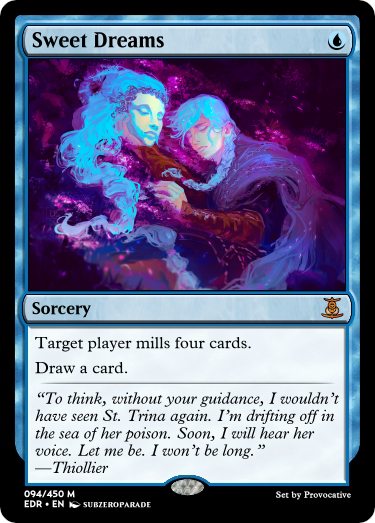 Sweet Dreams
Sorcery
Target player mills four cards.
Draw a card.
“To think, without your guidance, I wouldn’t
have seen St. Trina again. I’m drifting off in
the sea of her poison. Soon, I will hear her
voice. Let me be. I won’t be long.”
—Thiollier
094/450 M
EDR • EN SUBZEROPARADE
Set by Provocative